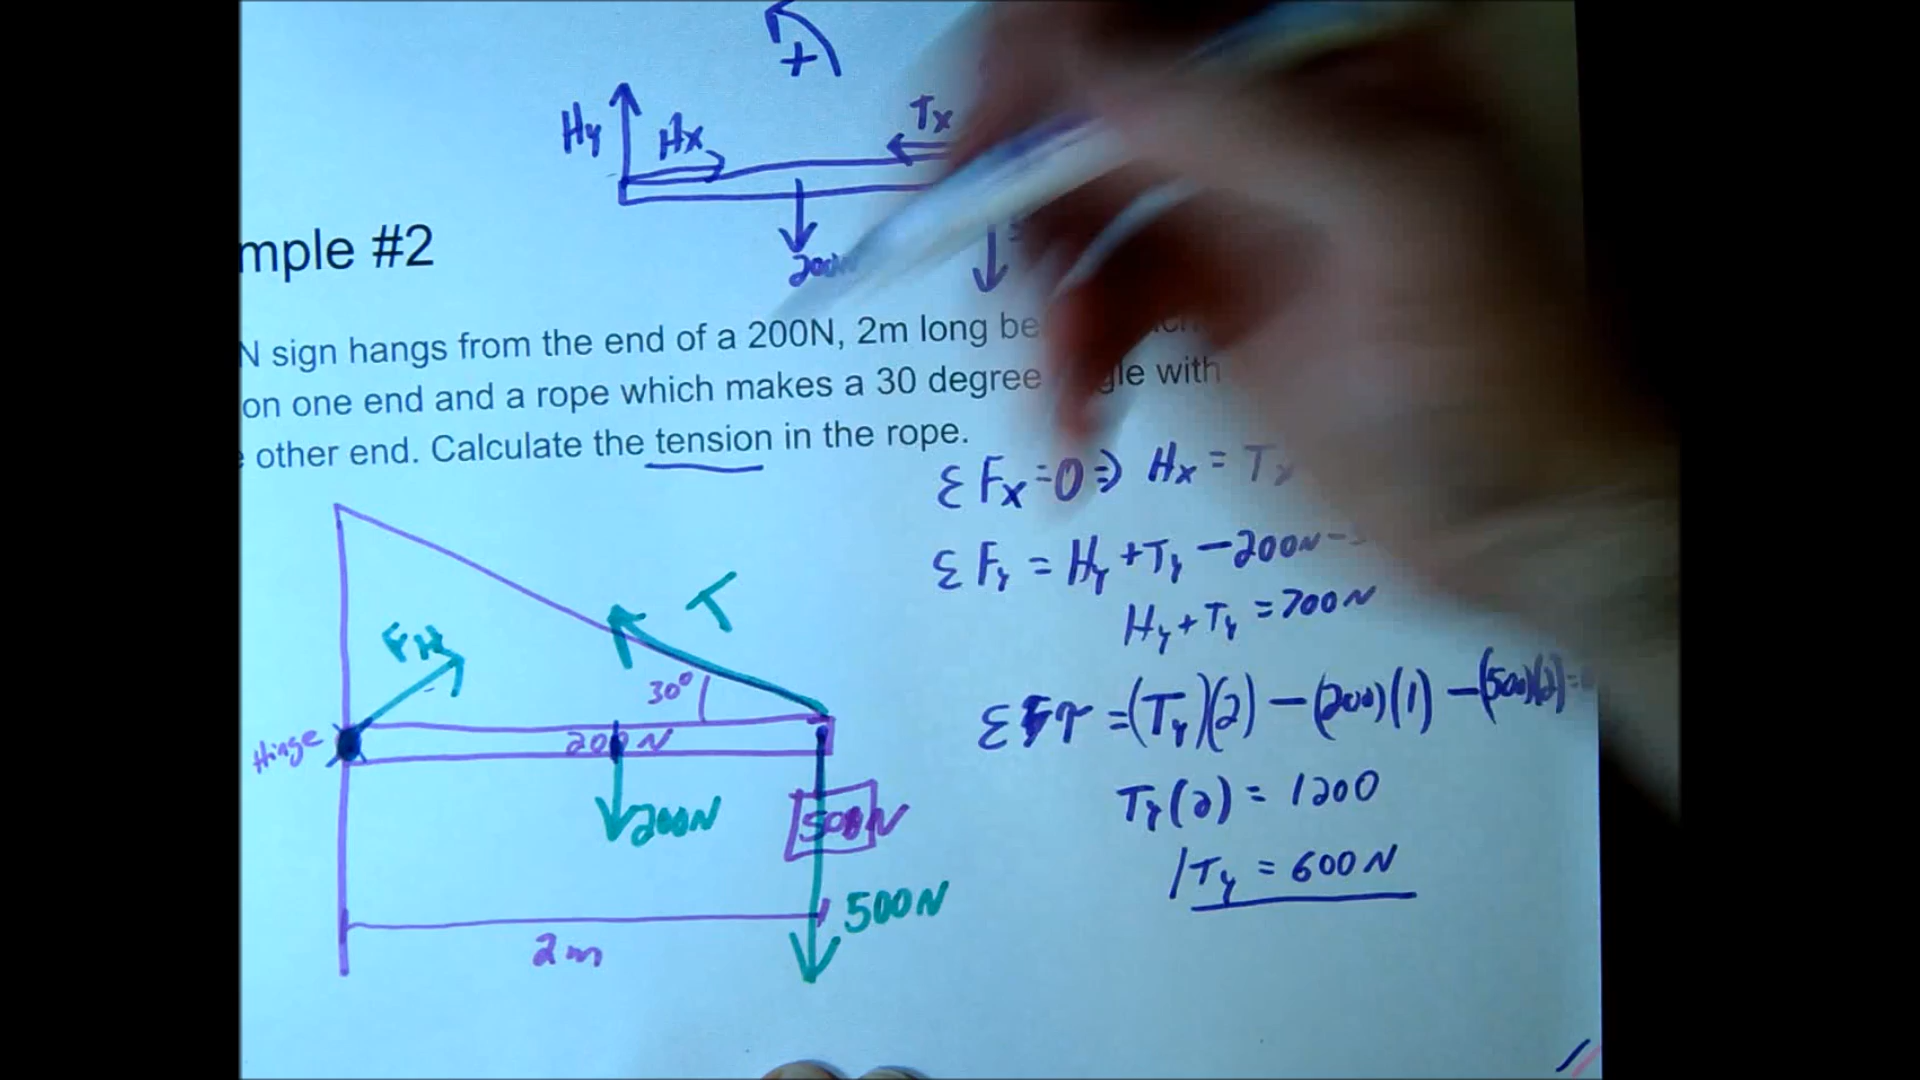 +
Hy Hx Tx
200N
mple #2
N sign hangs from the end of a 200N, 2m long be
on one end and a rope which makes a 30 degree gle with
other end. Calculate the tension in the rope.
ΣFx=0⇒ Hx = Tx
ΣFy = Hy +Ty −200N−
Hy+Ty =700N
Στ =(Ty)(2) −(200)(1) −(500)(2)=
Ty(2) = 1200
Ty = 600N
T
FH
30°
Hinge
200N
200N
500N
500N
2m